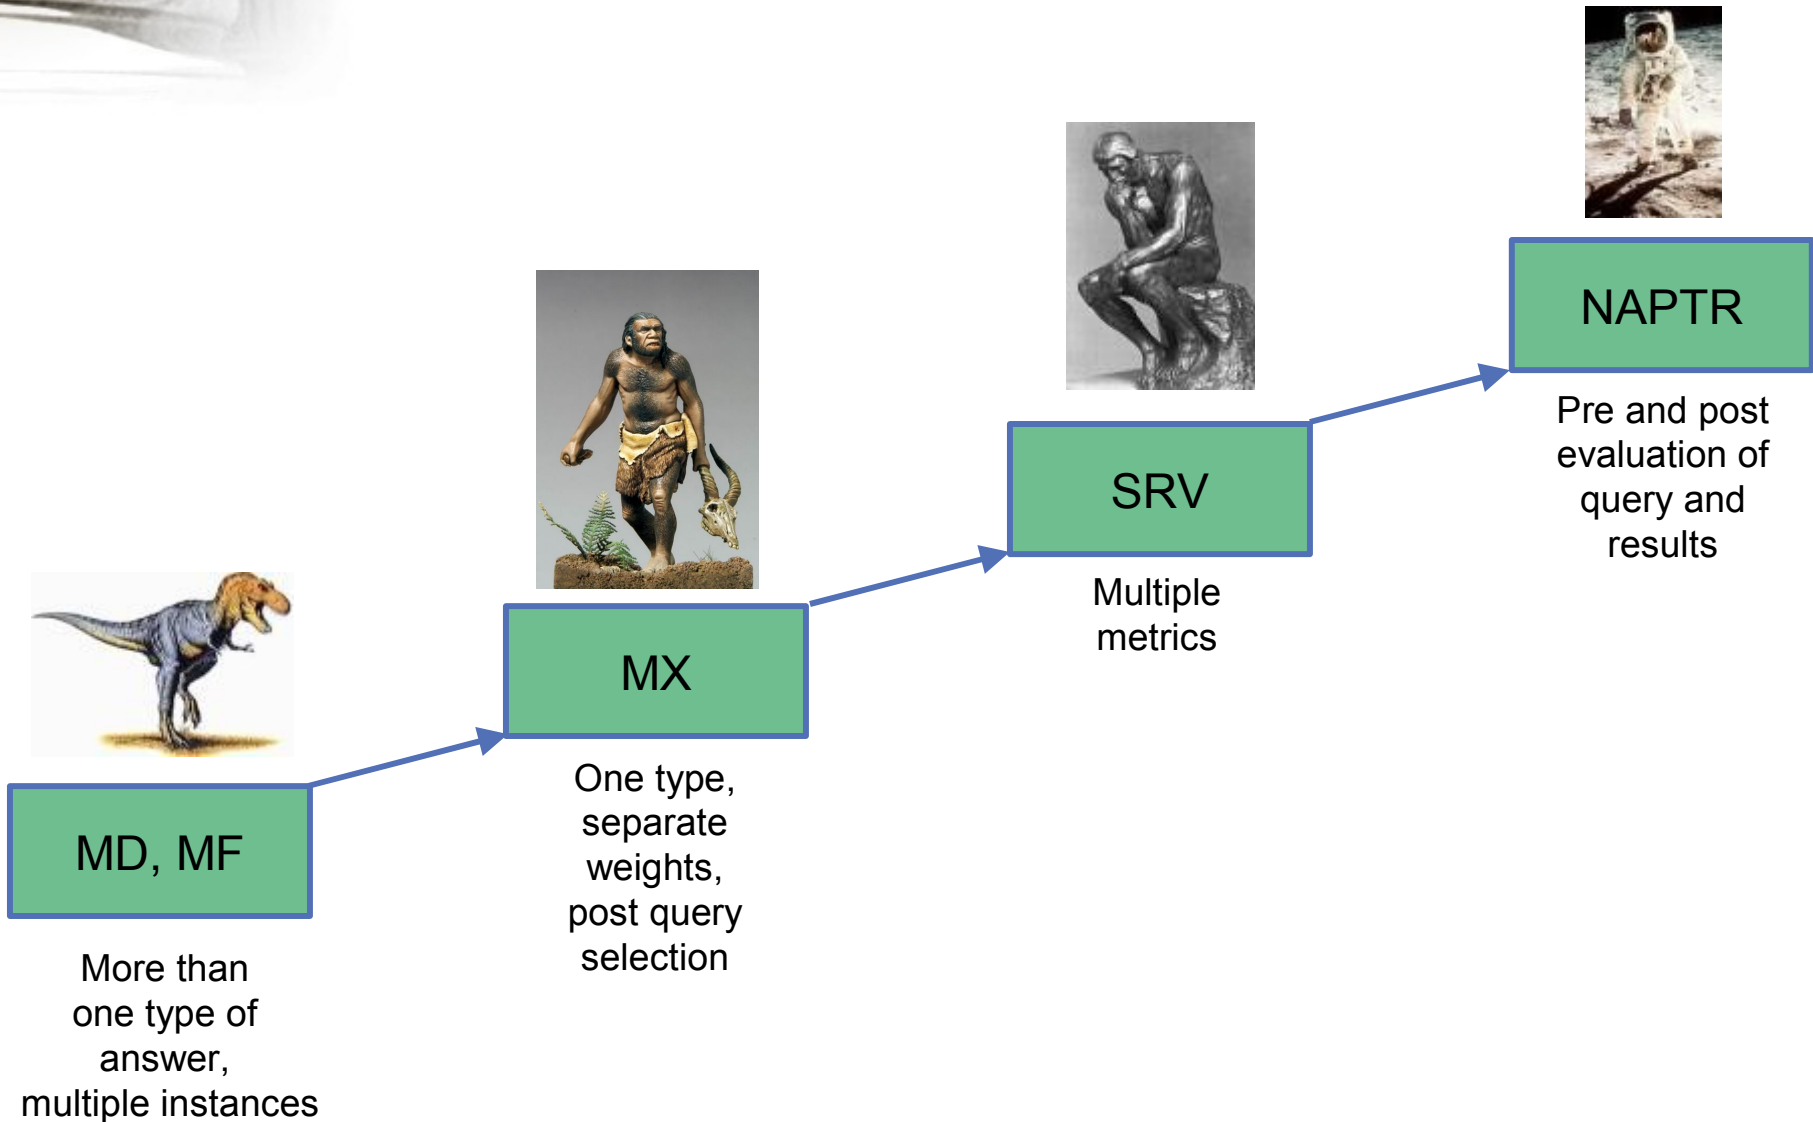 MD, MF
More than
one type of
answer,
multiple instances
MX
One type,
separate
weights,
post query
selection
SRV
Multiple
metrics
NAPTR
Pre and post
evaluation of
query and
results